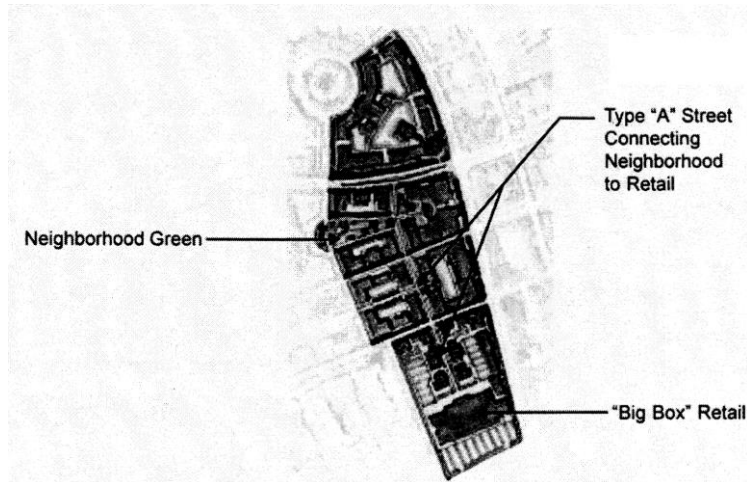 Type "A" Street
Connecting
Neighborhood
to Retail
Neighborhood Green
"Big Box" Retail